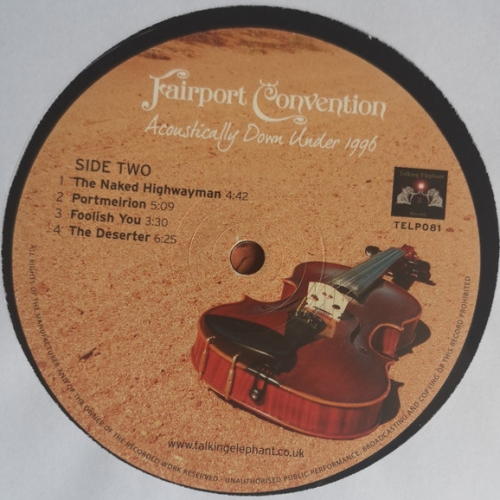 Fairport Convention
Acoustically Down Under 1996
SIDE TWO
1 The Naked Highwayman 4:42
2 Portmeirion 5:09
3 Foolish You 3:30
4 The Deserter 6:25
Talking Elephant
Records
TELP081
www.talkingelephant.co.uk
ALL RIGHTS OF THE MANUFACTURER AND OF THE OWNER OF THE RECORDED WORK RESERVED - UNAUTHORISED PUBLIC PERFORMANCE, BROADCASTING AND COPYING OF THIS RECORD PROHIBITED